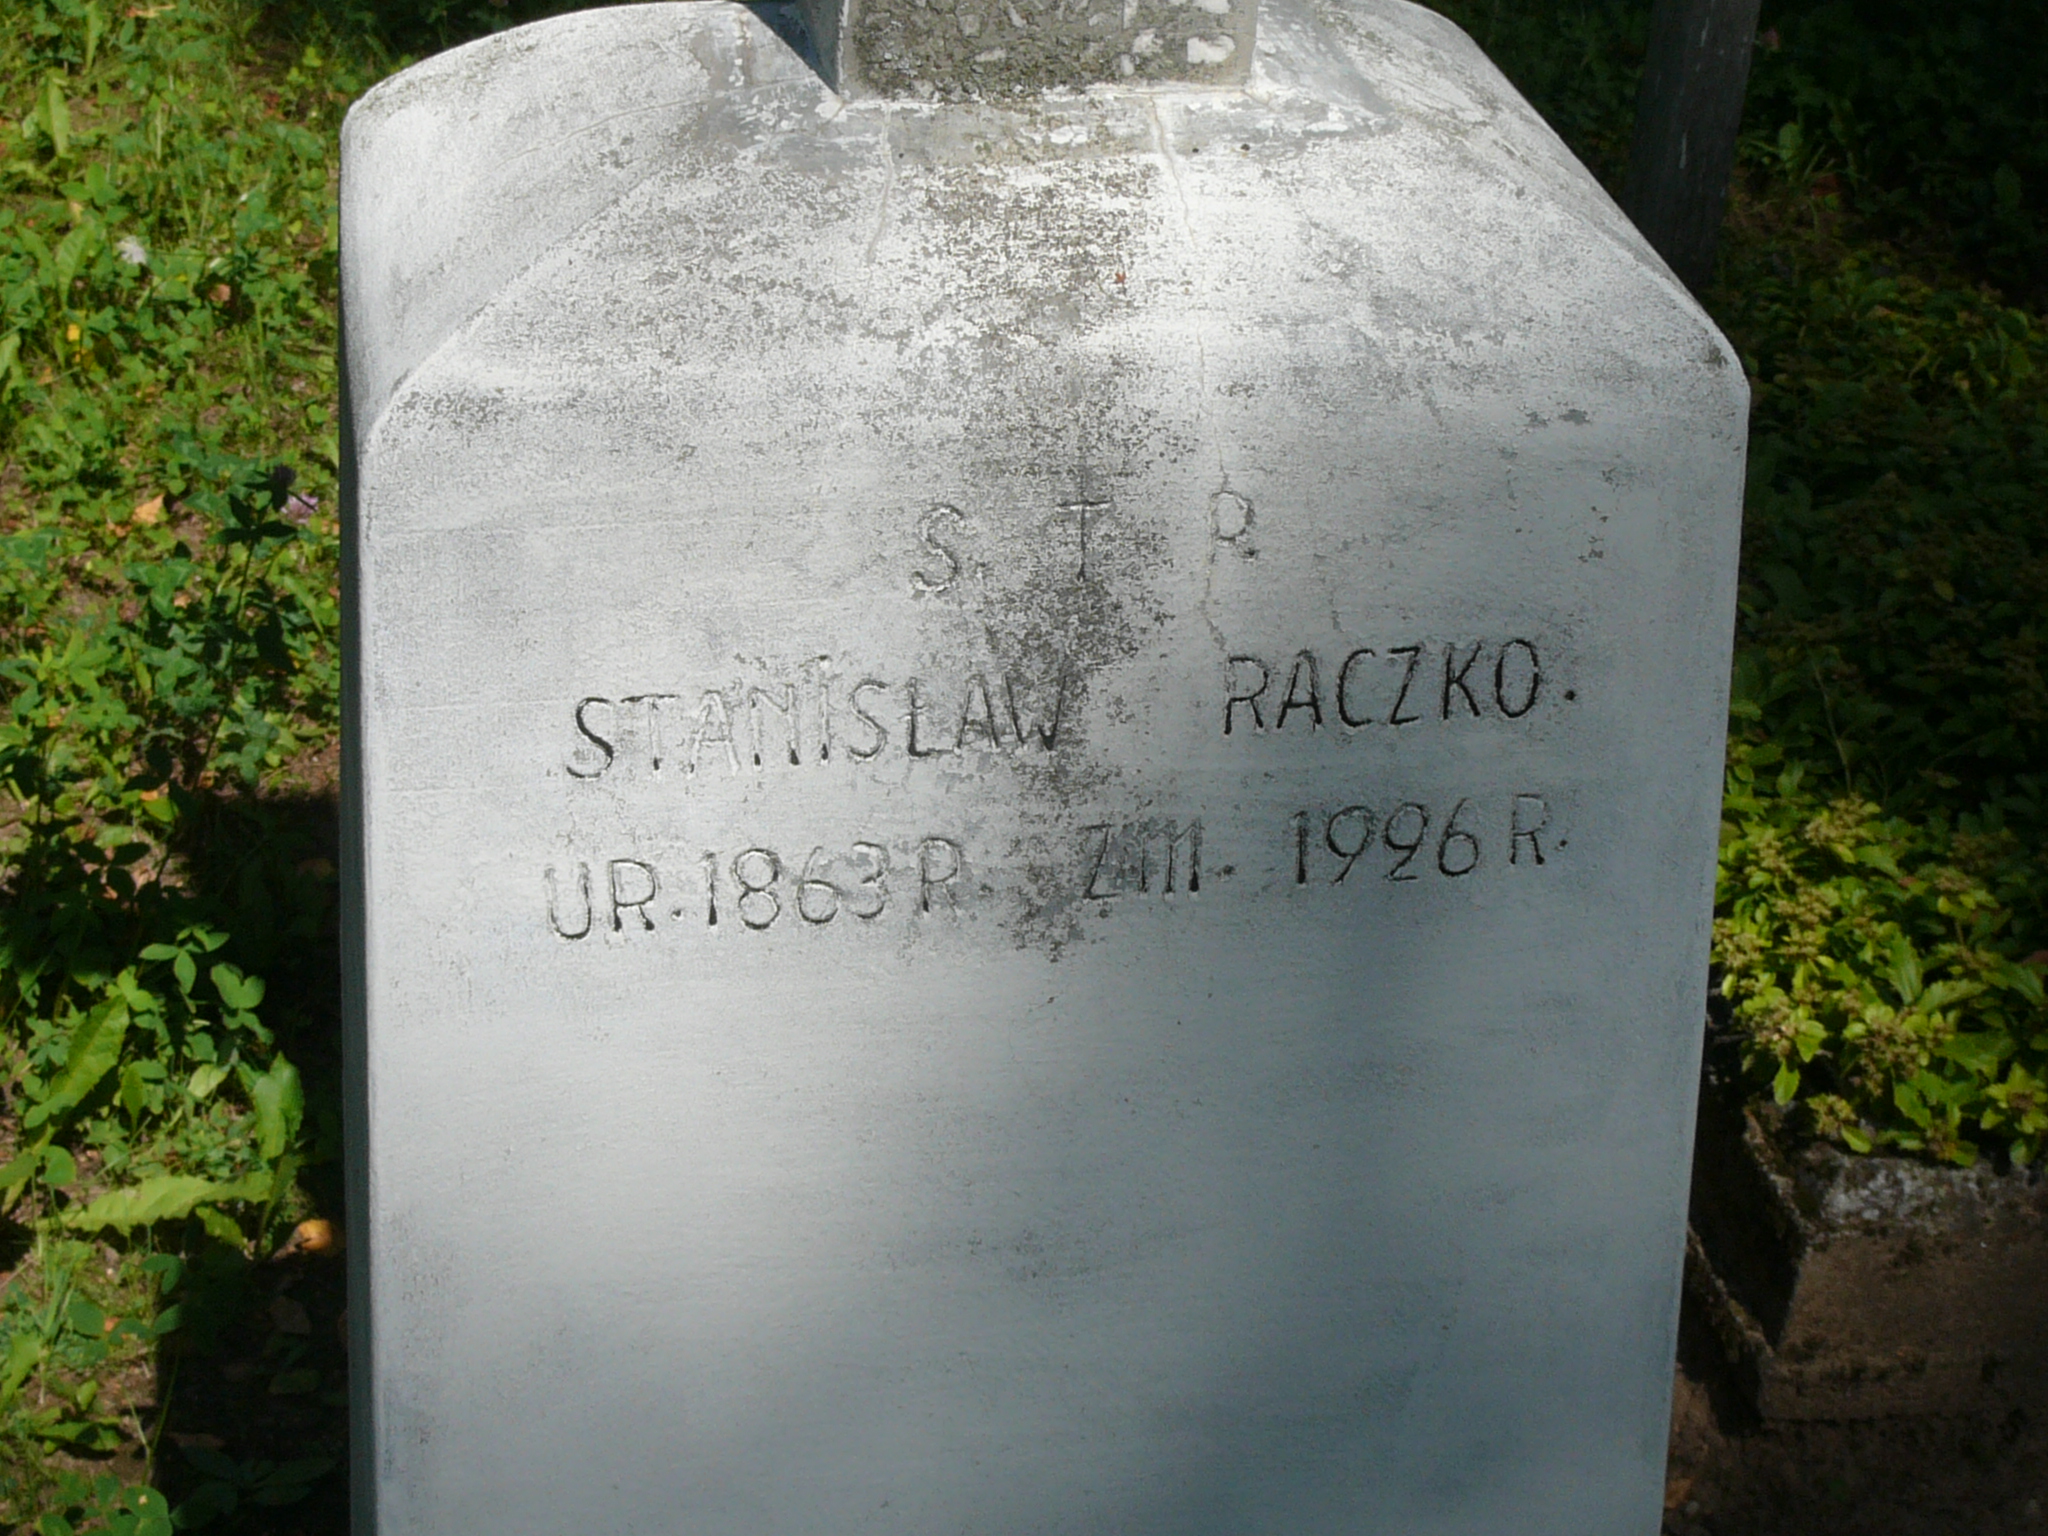 S. T P.
STANISŁAW RACZKO.
UR. 1863 R. ZM. 1926 R.